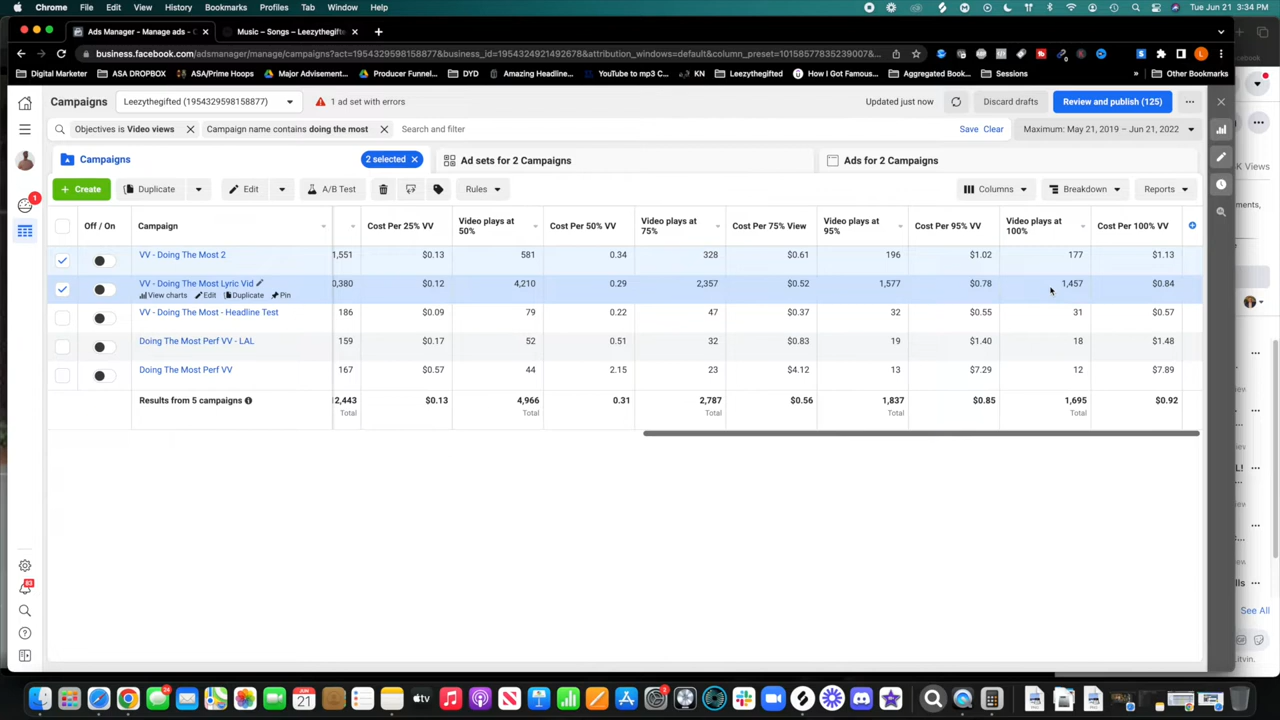 Chrome File Edit View History Bookmarks Profiles Tab Window Help Tue Jun 21 3:34 PM
Ads Manager - Manage ads - C Music – Songs – Leezythegifted
business.facebook.com/adsmanager/manage/campaigns?act=1954329598158877&business_id=1954324921492678&attribution_windows=default&column_preset=10158577835239007&...
Digital Marketer ASA DROPBOX ASA/Prime Hoops Major Advisement... Producer Funnel... DYD Amazing Headline... YouTube to mp3 C... KN Leezythegifted How I Got Famous... Aggregated Book... Sessions » Other Bookmarks
Campaigns Leezythegifted (1954329598158877) 1 ad set with errors Updated just now Discard drafts Review and publish (125)
Objectives is Video views Campaign name contains doing the most Search and filter Save Clear Maximum: May 21, 2019 – Jun 21, 2022
Campaigns 2 selected Ad sets for 2 Campaigns Ads for 2 Campaigns
+ Create Duplicate Edit A/B Test Rules Columns Breakdown Reports
Off / On Campaign Cost Per 25% VV Video plays at 50% Cost Per 50% VV Video plays at 75% Cost Per 75% View Video plays at 95% Cost Per 95% VV Video plays at 100% Cost Per 100% VV
VV - Doing The Most 2 1,551 $0.13 581 0.34 328 $0.61 196 $1.02 177 $1.13
VV - Doing The Most Lyric Vid 0,380 $0.12 4,210 0.29 2,357 $0.52 1,577 $0.78 1,457 $0.84
View charts Edit Duplicate Pin
VV - Doing The Most - Headline Test 186 $0.09 79 0.22 47 $0.37 32 $0.55 31 $0.57
Doing The Most Perf VV - LAL 159 $0.17 52 0.51 32 $0.83 19 $1.40 18 $1.48
Doing The Most Perf VV 167 $0.57 44 2.15 23 $4.12 13 $7.29 12 $7.89
Results from 5 campaigns 2,443 $0.13 4,966 0.31 2,787 $0.56 1,837 $0.85 1,695 $0.92
Total Total Total Total Total
1
83
K Views
See All
Litvin.
JUN
21
tv